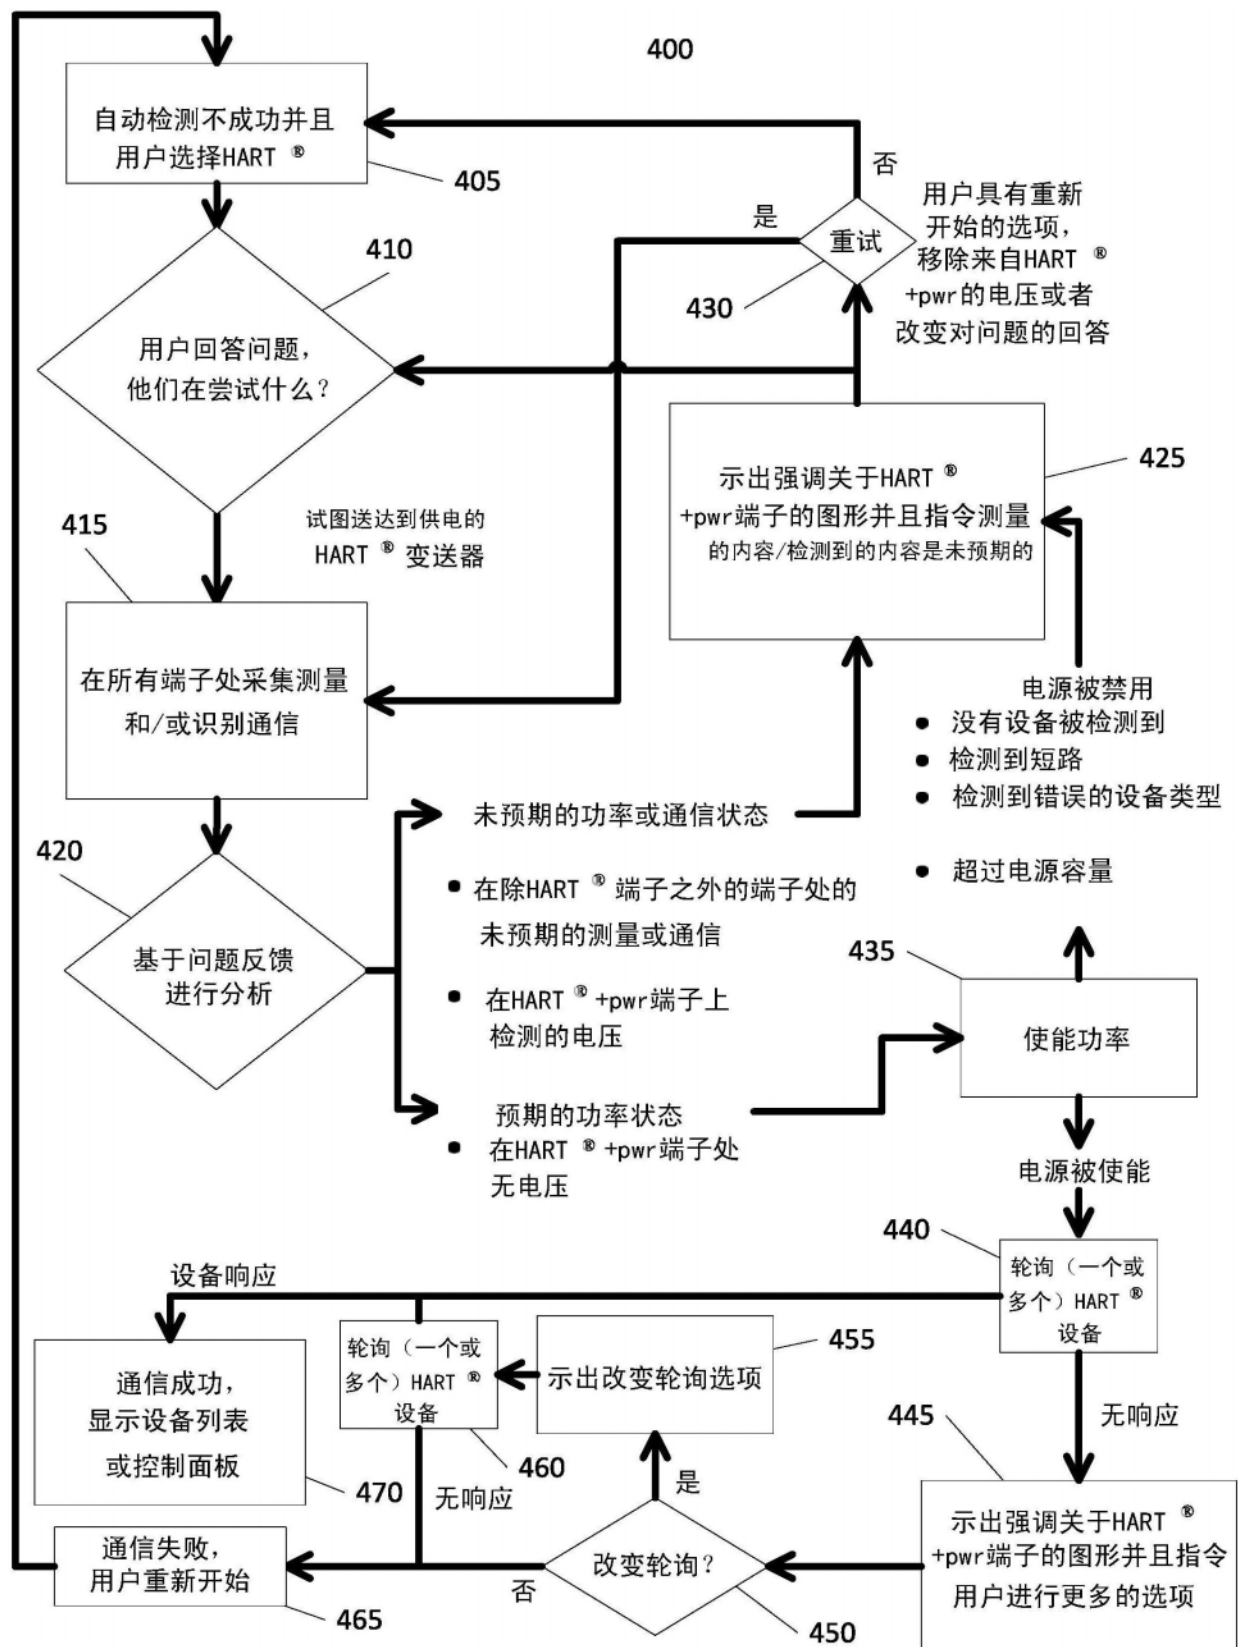 400
自动检测不成功并且
用户选择HART ®
405
否
是
重试
430
用户具有重新
开始的选项，
移除来自HART ®
+pwr的电压或者
改变对问题的回答
410
用户回答问题，
他们在尝试什么？
425
示出强调关于HART ®
+pwr端子的图形并且指令测量
的内容/检测到的内容是未预期的
415
试图送达到供电的
HART ® 变送器
在所有端子处采集测量
和/或识别通信
电源被禁用
● 没有设备被检测到
● 检测到短路
● 检测到错误的设备类型
● 超过电源容量
420
基于问题反馈
进行分析
未预期的功率或通信状态
● 在除HART ® 端子之外的端子处的
未预期的测量或通信
● 在HART ® +pwr端子上
检测的电压
预期的功率状态
● 在HART ® +pwr端子处
无电压
435
使能功率
电源被使能
440
轮询（一个或
多个）HART ®
设备
设备响应
无响应
445
示出强调关于HART ®
+pwr端子的图形并且指令
用户进行更多的选项
改变轮询？
450
是
否
455
示出改变轮询选项
轮询（一个或
多个）HART ®
设备
460
无响应
通信成功，
显示设备列表
或控制面板
470
通信失败，
用户重新开始
465